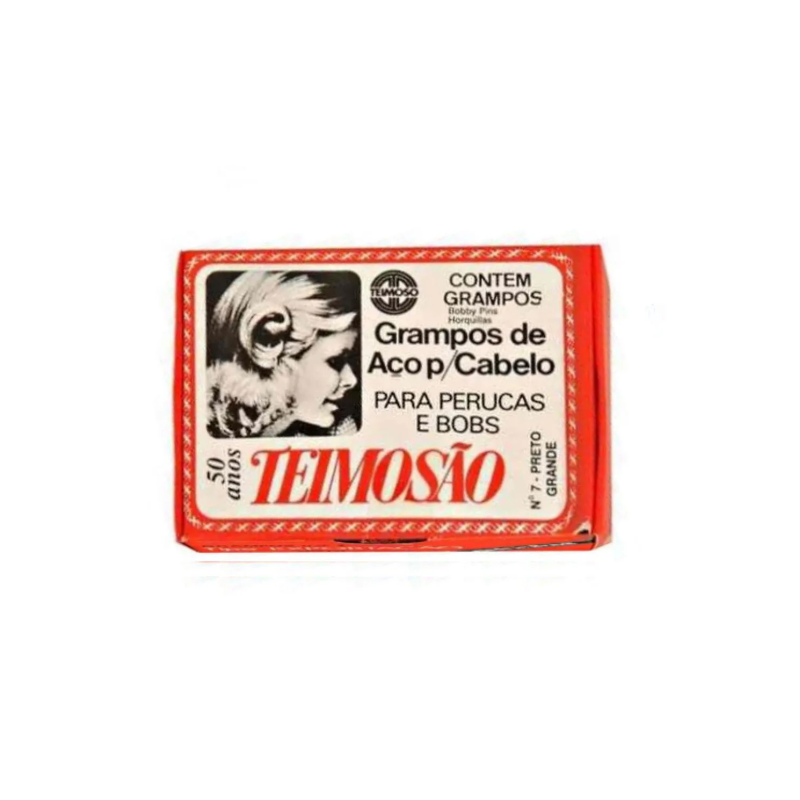 TEIMOSO
CONTEM
GRAMPOS
Bobby Pins
Horquillas
Grampos de
Aço p/Cabelo
PARA PERUCAS
E BOBS
50
anos
TEIMOSÃO
Nº 7 - PRETO
GRANDE